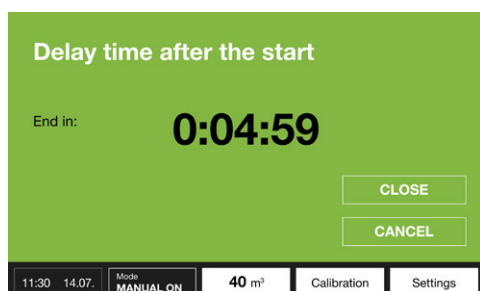 Delay time after the start
End in:
0:04:59
CLOSE
CANCEL
11:30 14.07.
Mode
MANUAL ON
40 m³
Calibration
Settings